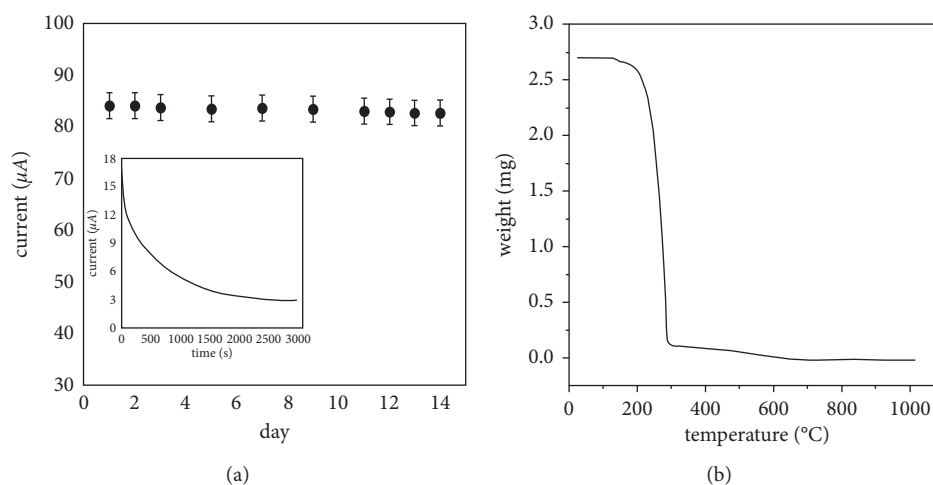 100
90
80
70
60
50
40
30
current (μA)
0 2 4 6 8 10 12 14
day
18
15
12
9
6
3
0
current (μA)
0 500 1000 1500 2000 2500 3000
time (s)
(a)
3.0
2.5
2.0
1.5
1.0
0.5
0.0
weight (mg)
0 200 400 600 800 1000
temperature (°C)
(b)